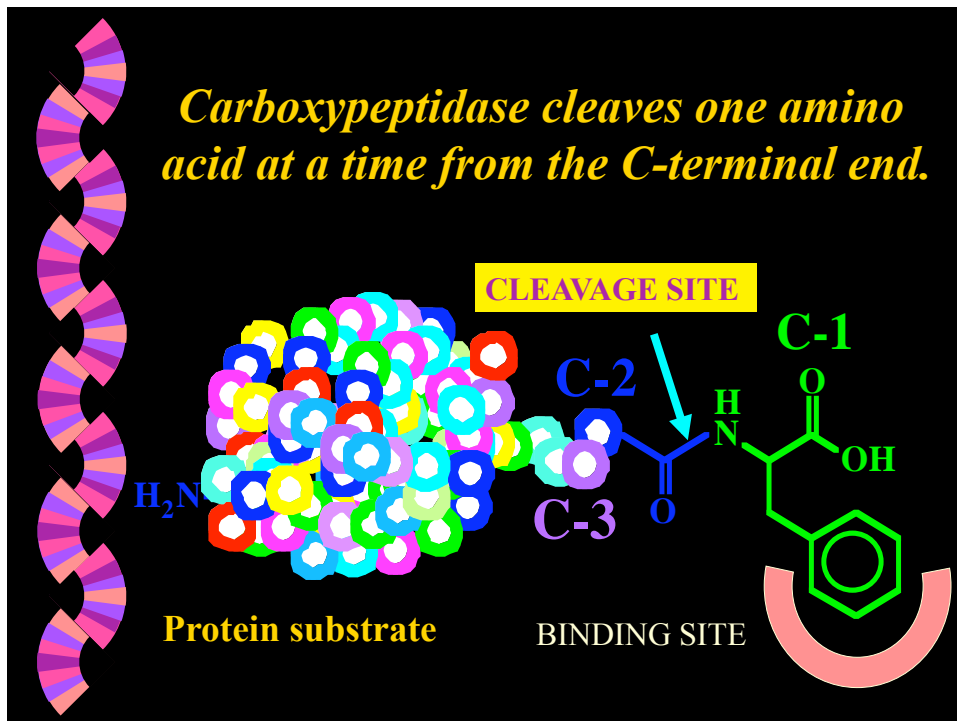 Carboxypeptidase cleaves one amino
acid at a time from the C-terminal end.
CLEAVAGE SITE
C-1
C-2
O
H
N
OH
H2N
C-3
O
Protein substrate
BINDING SITE